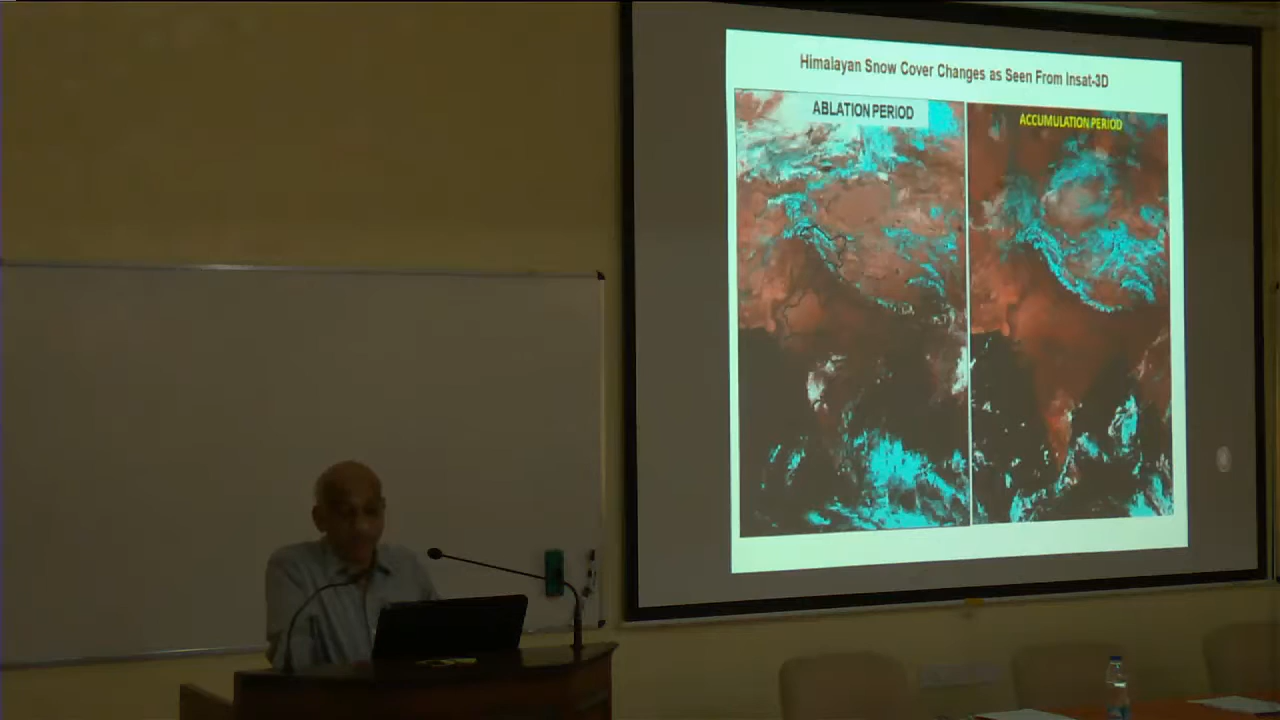 Himalayan Snow Cover Changes as Seen From Insat-3D
ABLATION PERIOD
ACCUMULATION PERIOD